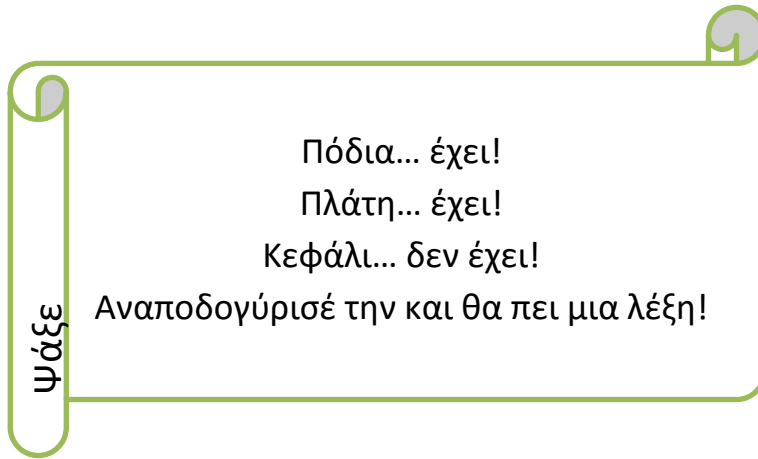 Πόδια... έχει!
Πλάτη... έχει!
Κεφάλι... δεν έχει!
Αναποδογύρισέ την και θα πει μια λέξη!
Ψάξε